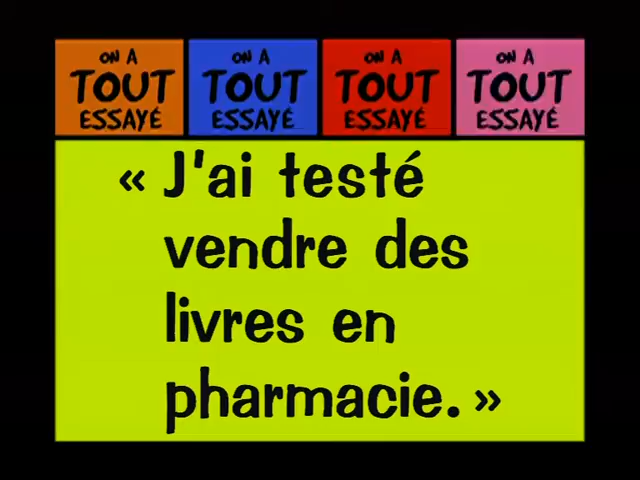 ON A TOUT ESSAYÉ
ON A TOUT ESSAYÉ
ON A TOUT ESSAYÉ
ON A TOUT ESSAYÉ
« J'ai testé
vendre des
livres en
pharmacie. »